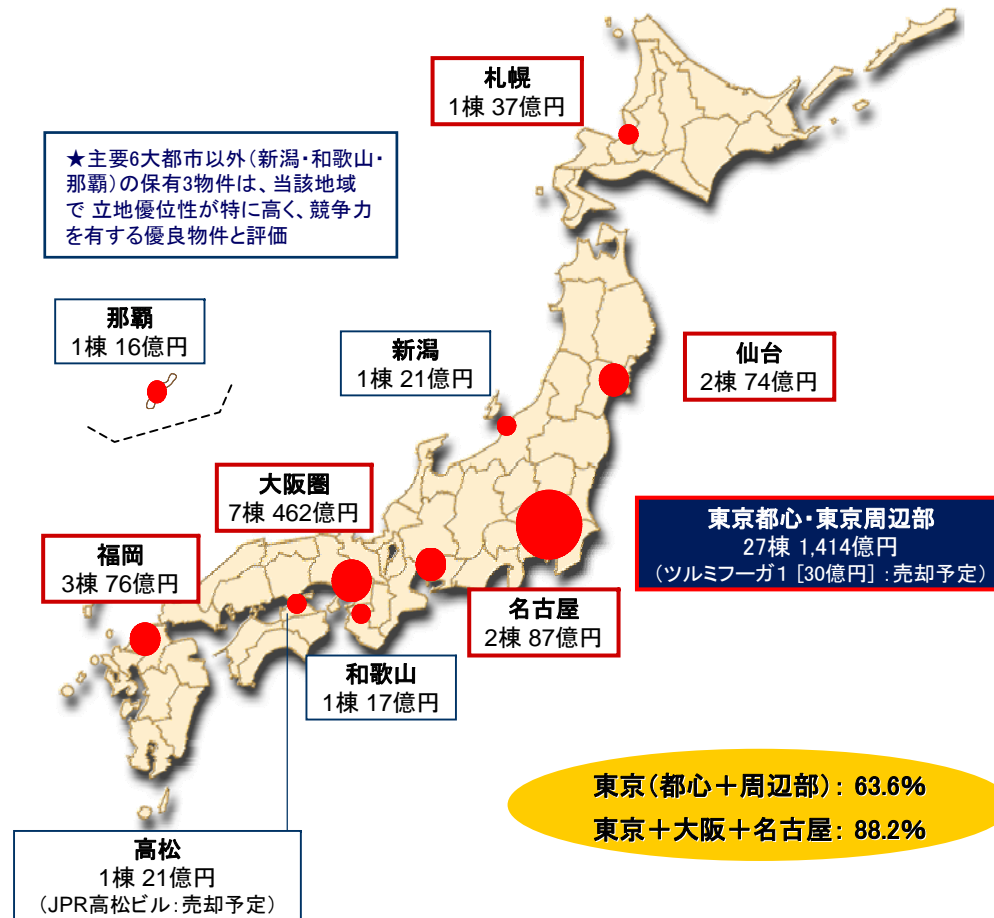 札幌
1棟 37億円
★主要6大都市以外(新潟・和歌山・
那覇)の保有3物件は、当該地域
で 立地優位性が特に高く、競争力
を有する優良物件と評価
那覇
1棟 16億円
新潟
1棟 21億円
仙台
2棟 74億円
大阪圏
7棟 462億円
東京都心・東京周辺部
27棟 1,414億円
(ツルミフーガ1 [30億円] :売却予定)
福岡
3棟 76億円
名古屋
2棟 87億円
和歌山
1棟 17億円
東京(都心+周辺部): 63.6%
東京+大阪+名古屋: 88.2%
高松
1棟 21億円
(JPR高松ビル:売却予定)